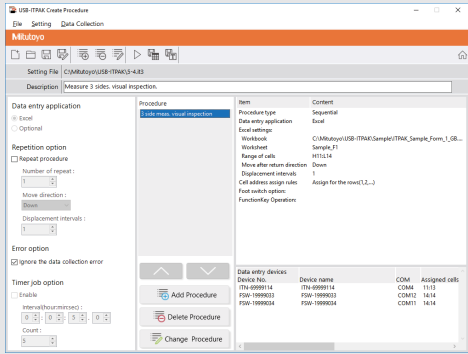 USB-ITPAK Create Procedure
File Setting Data Collection
Mitutoyo
Setting File C:\Mitutoyo\USB-ITPAK\S-4.it3
Description Measure 3 sides. visual inspection.
Data entry application
Excel
Optional
Repetition option
Repeat procedure
Number of repeat :
1
Move direction :
Down
Displacement intervals :
1
Error option
Ignore the data collection error
Timer job option
Enable
Interval(hour:min:sec) :
0 : 0 : 5 . 0
Count :
5
Procedure
3 side meas. visual inspection
Add Procedure
Delete Procedure
Change Procedure
Item Content
Procedure type Sequential
Data entry application Excel
Excel settings:
Workbook C:\Mitutoyo\USB-ITPAK\Sample\ITPAK_Sample_Form_1_GB....
Worksheet Sample_F1
Range of cells H11:L14
Move after return direction Down
Displacement intervals 1
Cell address assign rules Assign for the rows(1,2,...)
Foot switch option:
FunctionKey Operation:
Data entry devices
Device No. Device name COM Assigned cells
ITN-69999114 ITN-69999114 COM4 11:13
FSW-19999033 FSW-19999033 COM12 14:14
FSW-19999034 FSW-19999034 COM11 14:14